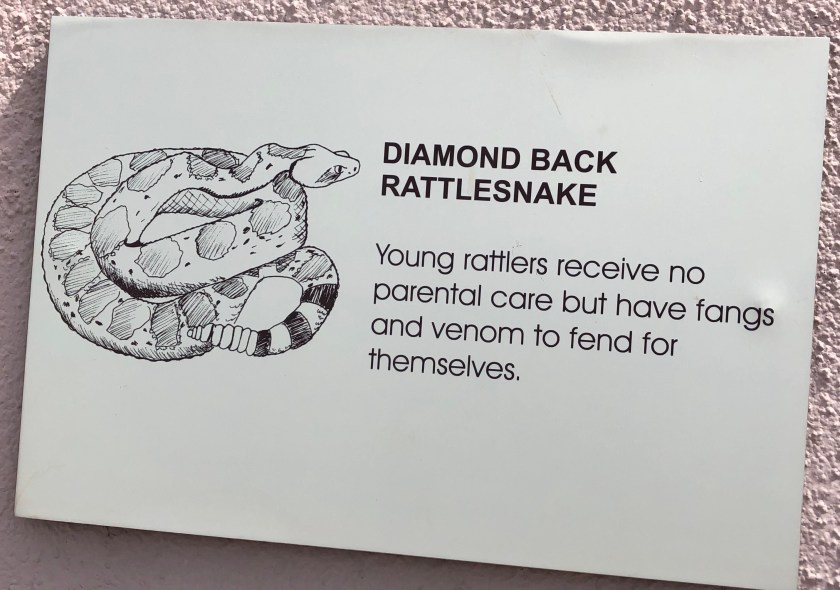 DIAMOND BACK
RATTLESNAKE
Young rattlers receive no
parental care but have fangs
and venom to fend for
themselves.